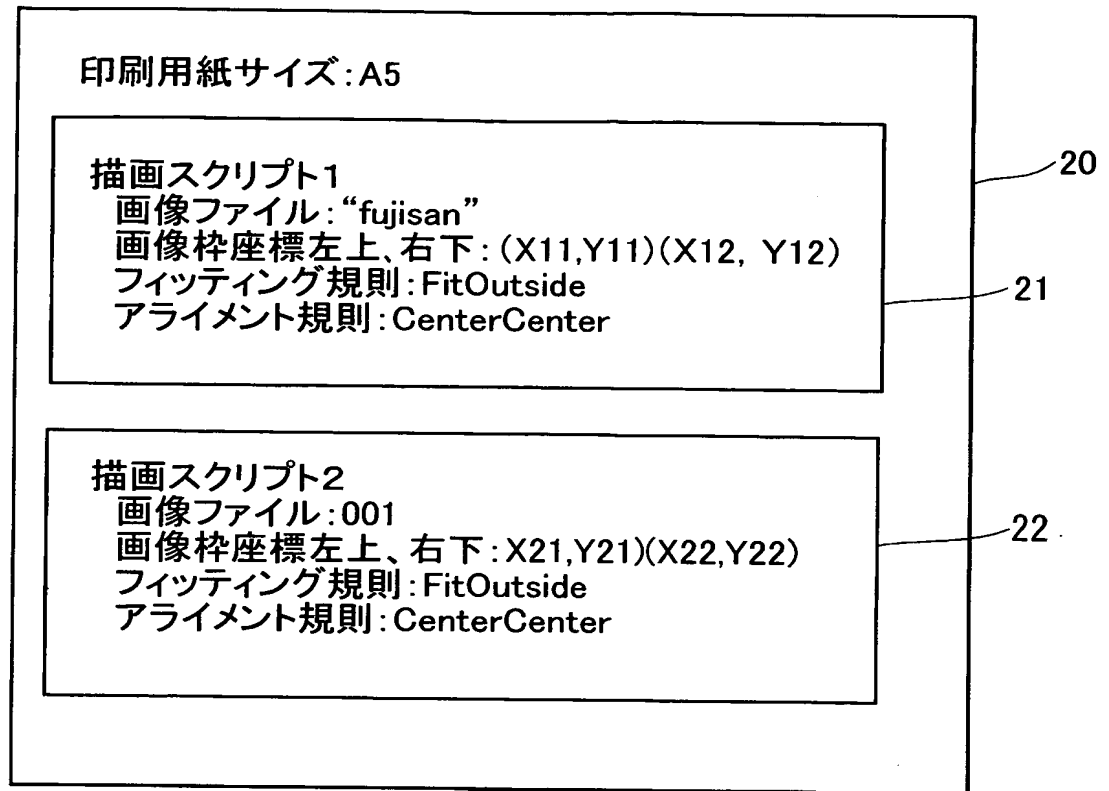 印刷用紙サイズ:A5
描画スクリプト1
画像ファイル:“fujisan”
画像枠座標左上、右下:(X11,Y11)(X12, Y12)
フィッティング規則:FitOutside
アライメント規則:CenterCenter
描画スクリプト2
画像ファイル:001
画像枠座標左上、右下:X21,Y21)(X22,Y22)
フィッティング規則:FitOutside
アライメント規則:CenterCenter
20
21
22